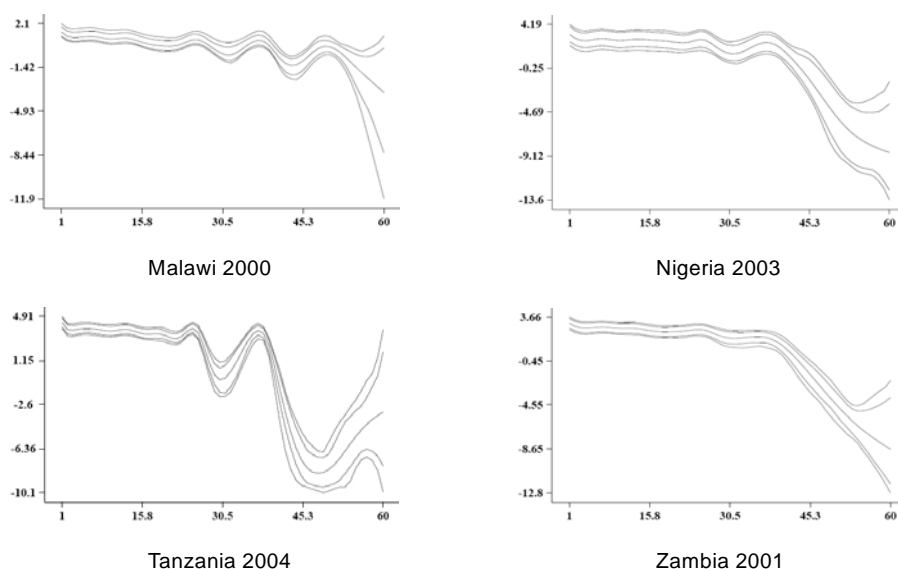 2.1
-1.42
-4.93
-8.44
-11.9
1 15.8 30.5 45.3 60
Malawi 2000
4.19
-0.25
-4.69
-9.12
-13.6
1 15.8 30.5 45.3 60
Nigeria 2003
4.91
1.15
-2.6
-6.36
-10.1
1 15.8 30.5 45.3 60
Tanzania 2004
3.66
-0.45
-4.55
-8.65
-12.8
1 15.8 30.5 45.3 60
Zambia 2001